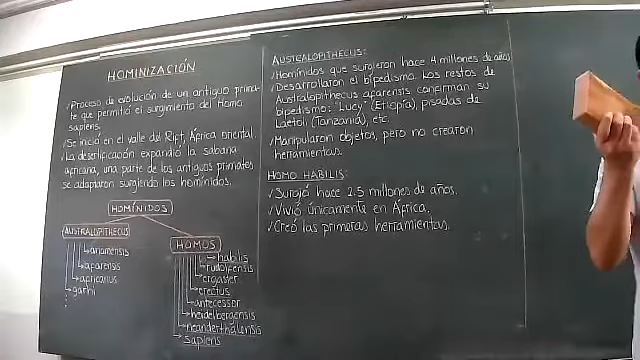 HOMINIZACIÓN
✓Proceso de evolución de un antiguo prima-
te que permitió el surgimiento del Homo
sapiens.
✓Se inició en el valle del Rift, África oriental.
✓La desertificación expandió la sabana
africana, una parte de los antiguos primates
se adaptaron surgiendo los homínidos.
HOMÍNIDOS
AUSTRALOPITHECUS
anamensis
afarensis
africanus
garhi
HOMOS
habilis
rudolfensis
ergaster
erectus
antecessor
heidelbergensis
neanderthalensis
sapiens
AUSTRALOPITHECUS:
✓Homínidos que surgieron hace 4 millones de años
✓Desarrollaron el bipedismo. Los restos de
Australopithecus afarensis confirman su
bipedismo: "Lucy" (Etiopía), pisadas de
Laetoli (Tanzania), etc.
✓Manipularon objetos, pero no crearon
herramientas.
HOMO HABILIS:
✓Surgió hace 2.5 millones de años.
✓Vivió únicamente en África.
✓Creó las primeras herramientas.